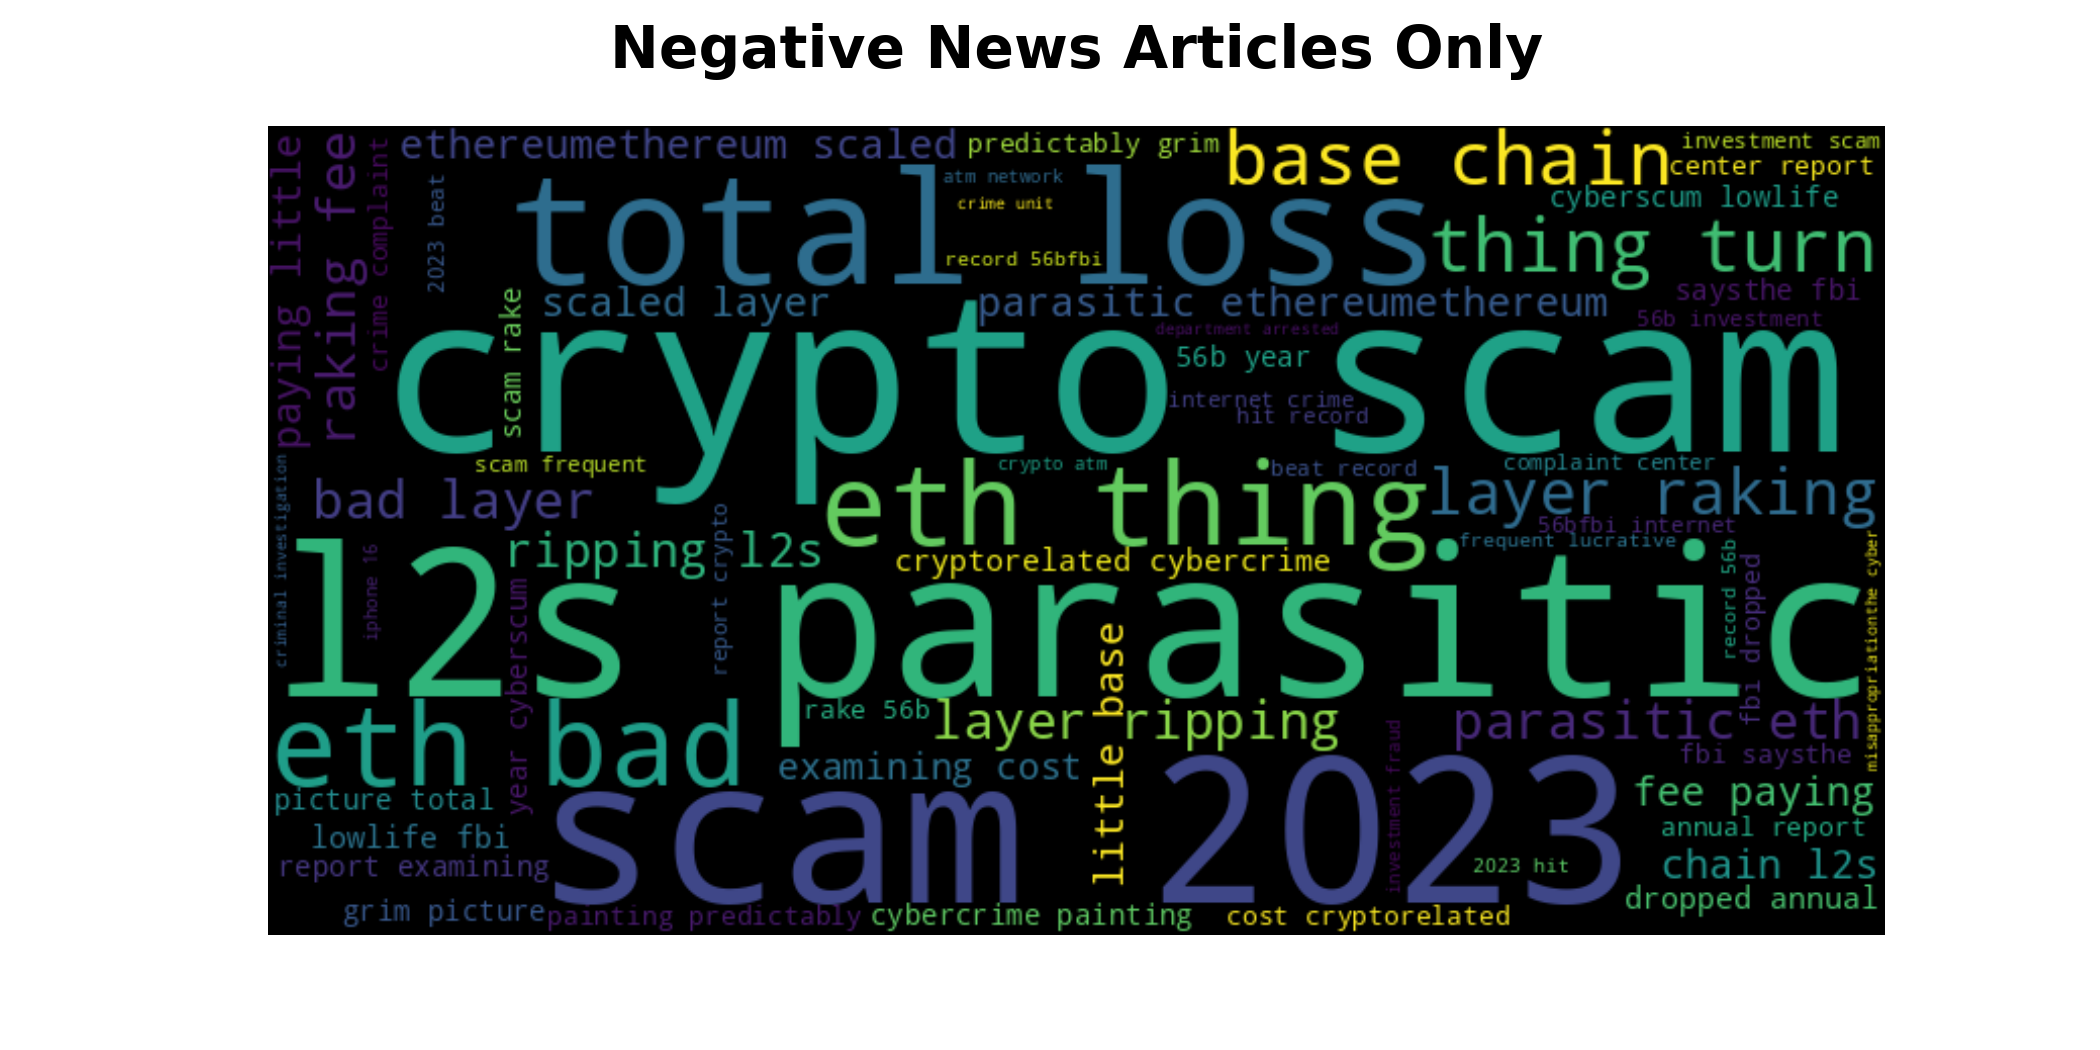 Negative News Articles Only
paying little
raking fee
crime complaint
ethereumethereum scaled
predictably grim
base chain
investment scam
center report
2023 beat
total loss
atm network
crime unit
record 56bfbi
cyberscum lowlife
thing turn
scam rake
scaled layer
parasitic ethereumethereum
saysthe fbi
56b investment
department arrested
crypto scam
56b year
internet crime
hit record
scam frequent
crypto atm
beat record
complaint center
criminal investigation
bad layer
eth thing
layer raking
report crypto
56bfbi internet
frequent lucrative
iphone 16
ripping l2s
cryptorelated cybercrime
record 56b
fbi dropped
misappropriationthe cyber
l2s parasitic
year cyberscum
little base
eth bad
rake 56b
layer ripping
parasitic eth
investment fraud
fbi saysthe
examining cost
picture total
scam 2023
fee paying
lowlife fbi
annual report
report examining
2023 hit
chain l2s
dropped annual
grim picture
painting predictably
cybercrime painting
cost cryptorelated